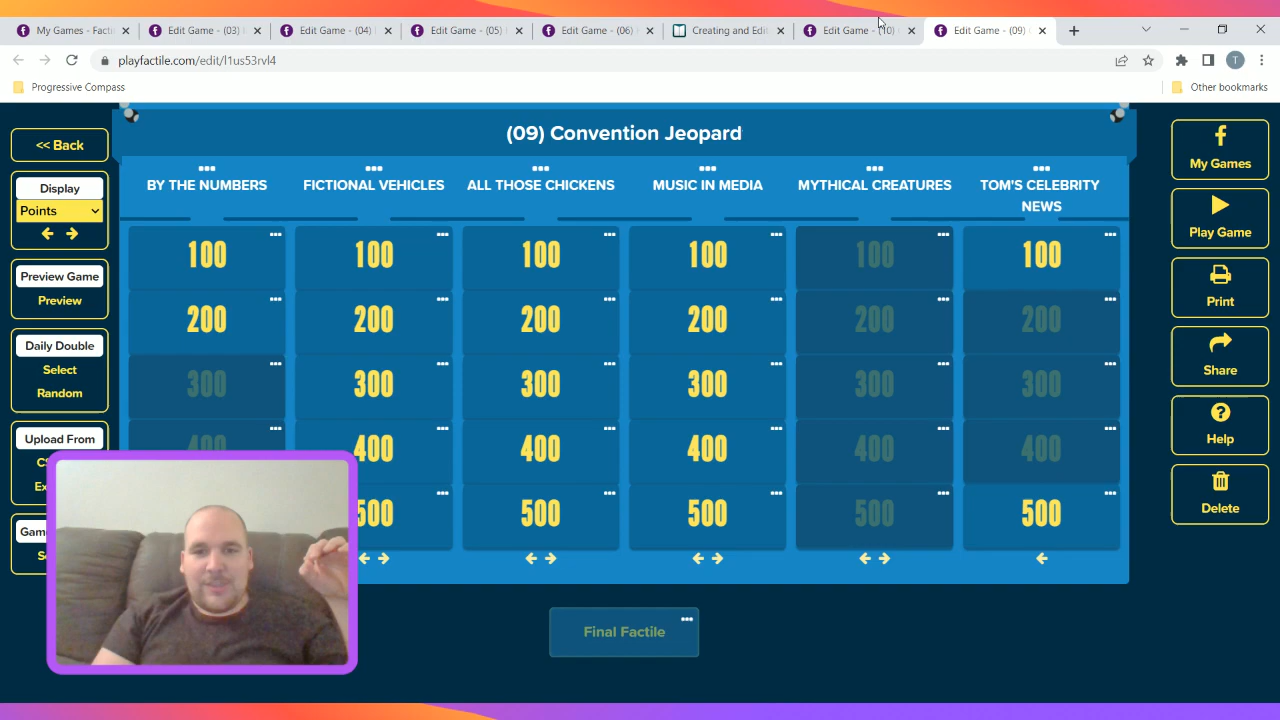 My Games - Facti
Edit Game - (03)
Edit Game - (04)
Edit Game - (05)
Edit Game - (06)
Creating and Edit
Edit Game - (10)
Edit Game - (09)
playfactile.com/edit/l1us53rvl4
T
Progressive Compass
Other bookmarks
(09) Convention Jeopard
<< Back
Display
Points
Preview Game
Preview
Daily Double
Select
Random
Upload From
BY THE NUMBERS
FICTIONAL VEHICLES
ALL THOSE CHICKENS
MUSIC IN MEDIA
MYTHICAL CREATURES
TOM'S CELEBRITY
NEWS
100 100 100 100 100 100
200 200 200 200 200 200
300 300 300 300 300 300
400 400 400 400 400 400
500 500 500 500 500
Final Factile
My Games
Play Game
Print
Share
Help
Delete